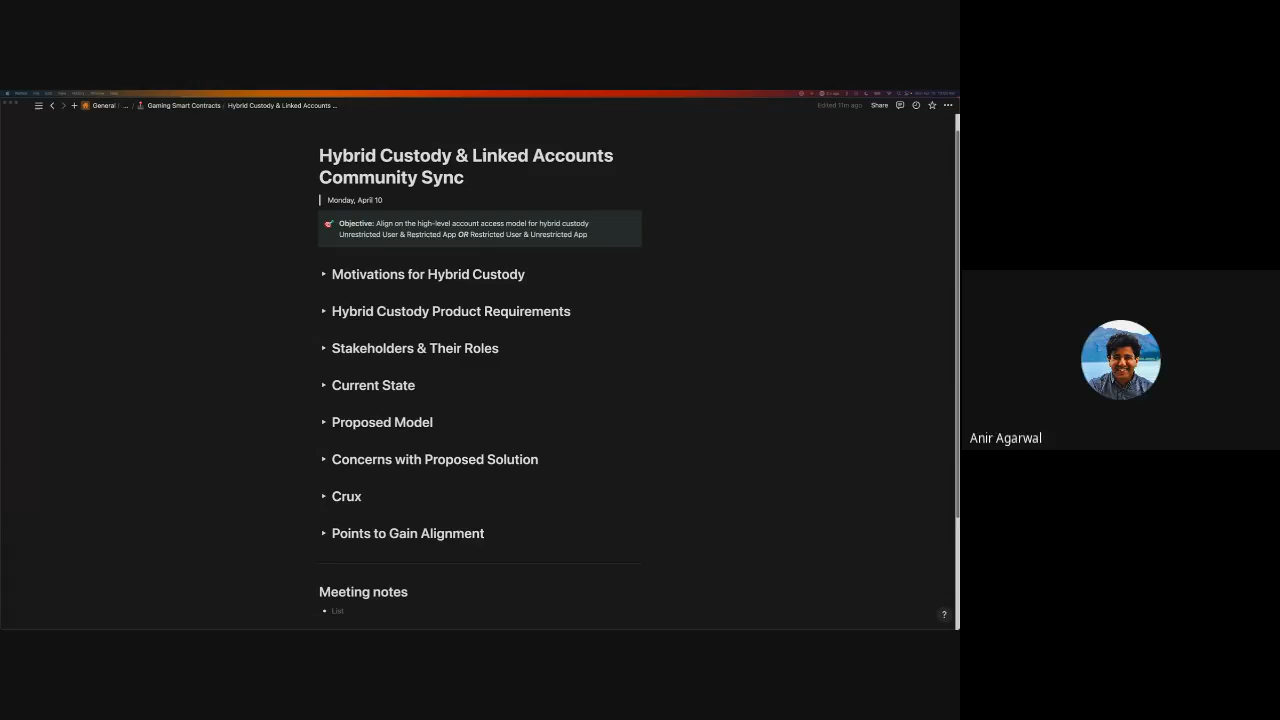 General / ... / Gaming Smart Contracts / Hybrid Custody & Linked Accounts ...
Edited 11m ago Share
Hybrid Custody & Linked Accounts
Community Sync
Monday, April 10
Objective: Align on the high-level account access model for hybrid custody
Unrestricted User & Restricted App OR Restricted User & Unrestricted App
Motivations for Hybrid Custody
Hybrid Custody Product Requirements
Stakeholders & Their Roles
Current State
Proposed Model
Concerns with Proposed Solution
Crux
Points to Gain Alignment
Meeting notes
List
?
Anir Agarwal